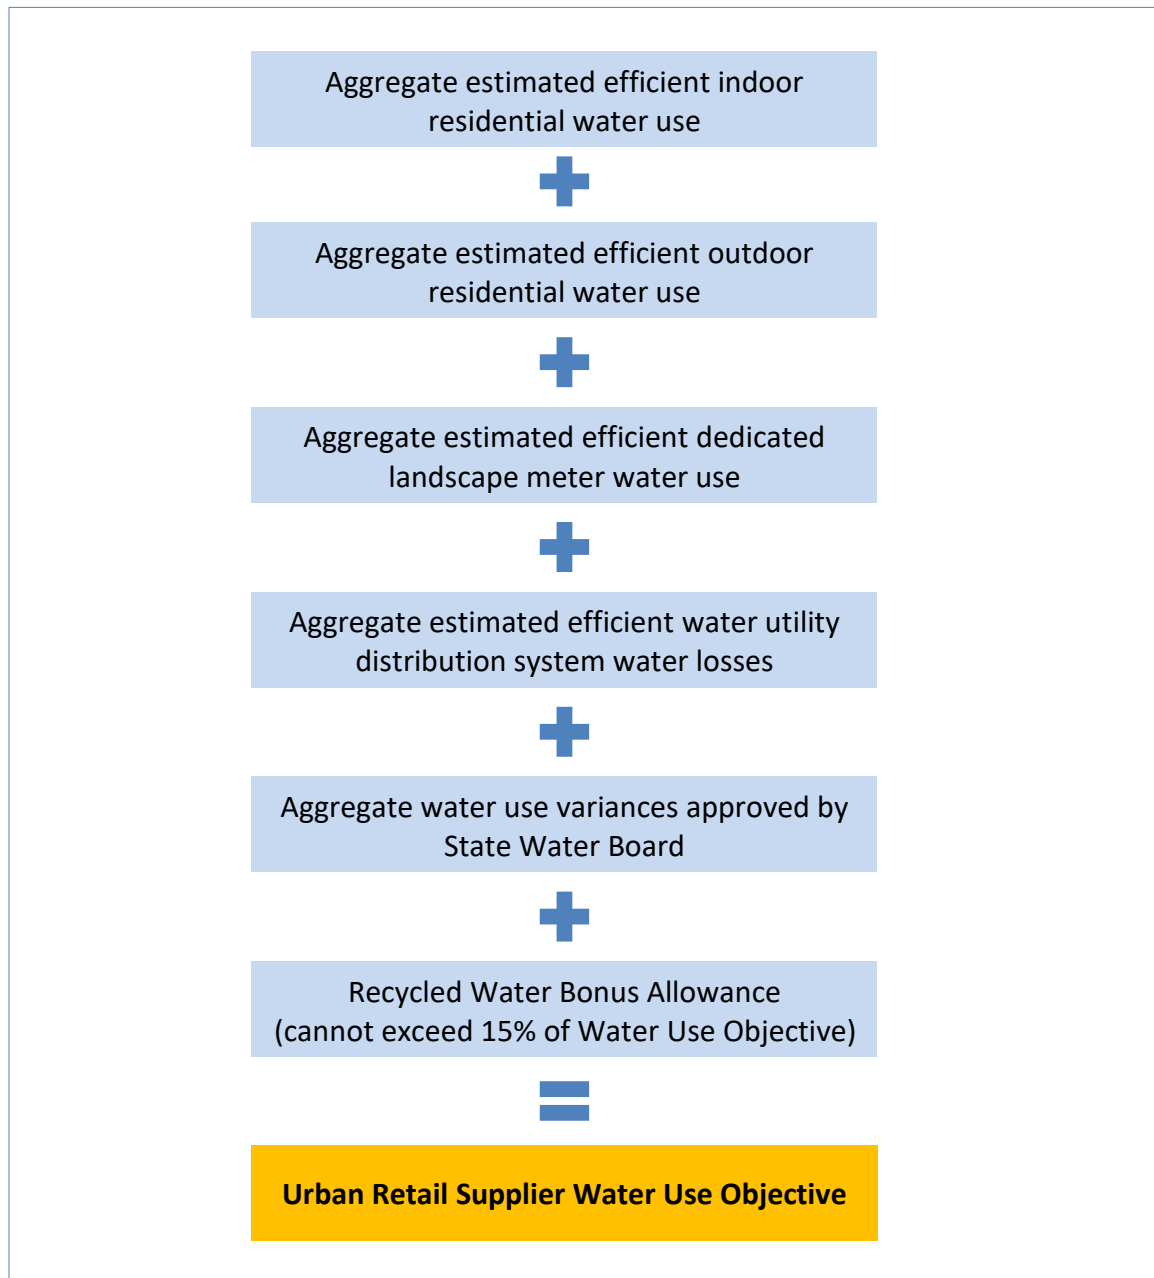 Aggregate estimated efficient indoor
residential water use
Aggregate estimated efficient outdoor
residential water use
Aggregate estimated efficient dedicated
landscape meter water use
Aggregate estimated efficient water utility
distribution system water losses
Aggregate water use variances approved by
State Water Board
Recycled Water Bonus Allowance
(cannot exceed 15% of Water Use Objective)
Urban Retail Supplier Water Use Objective